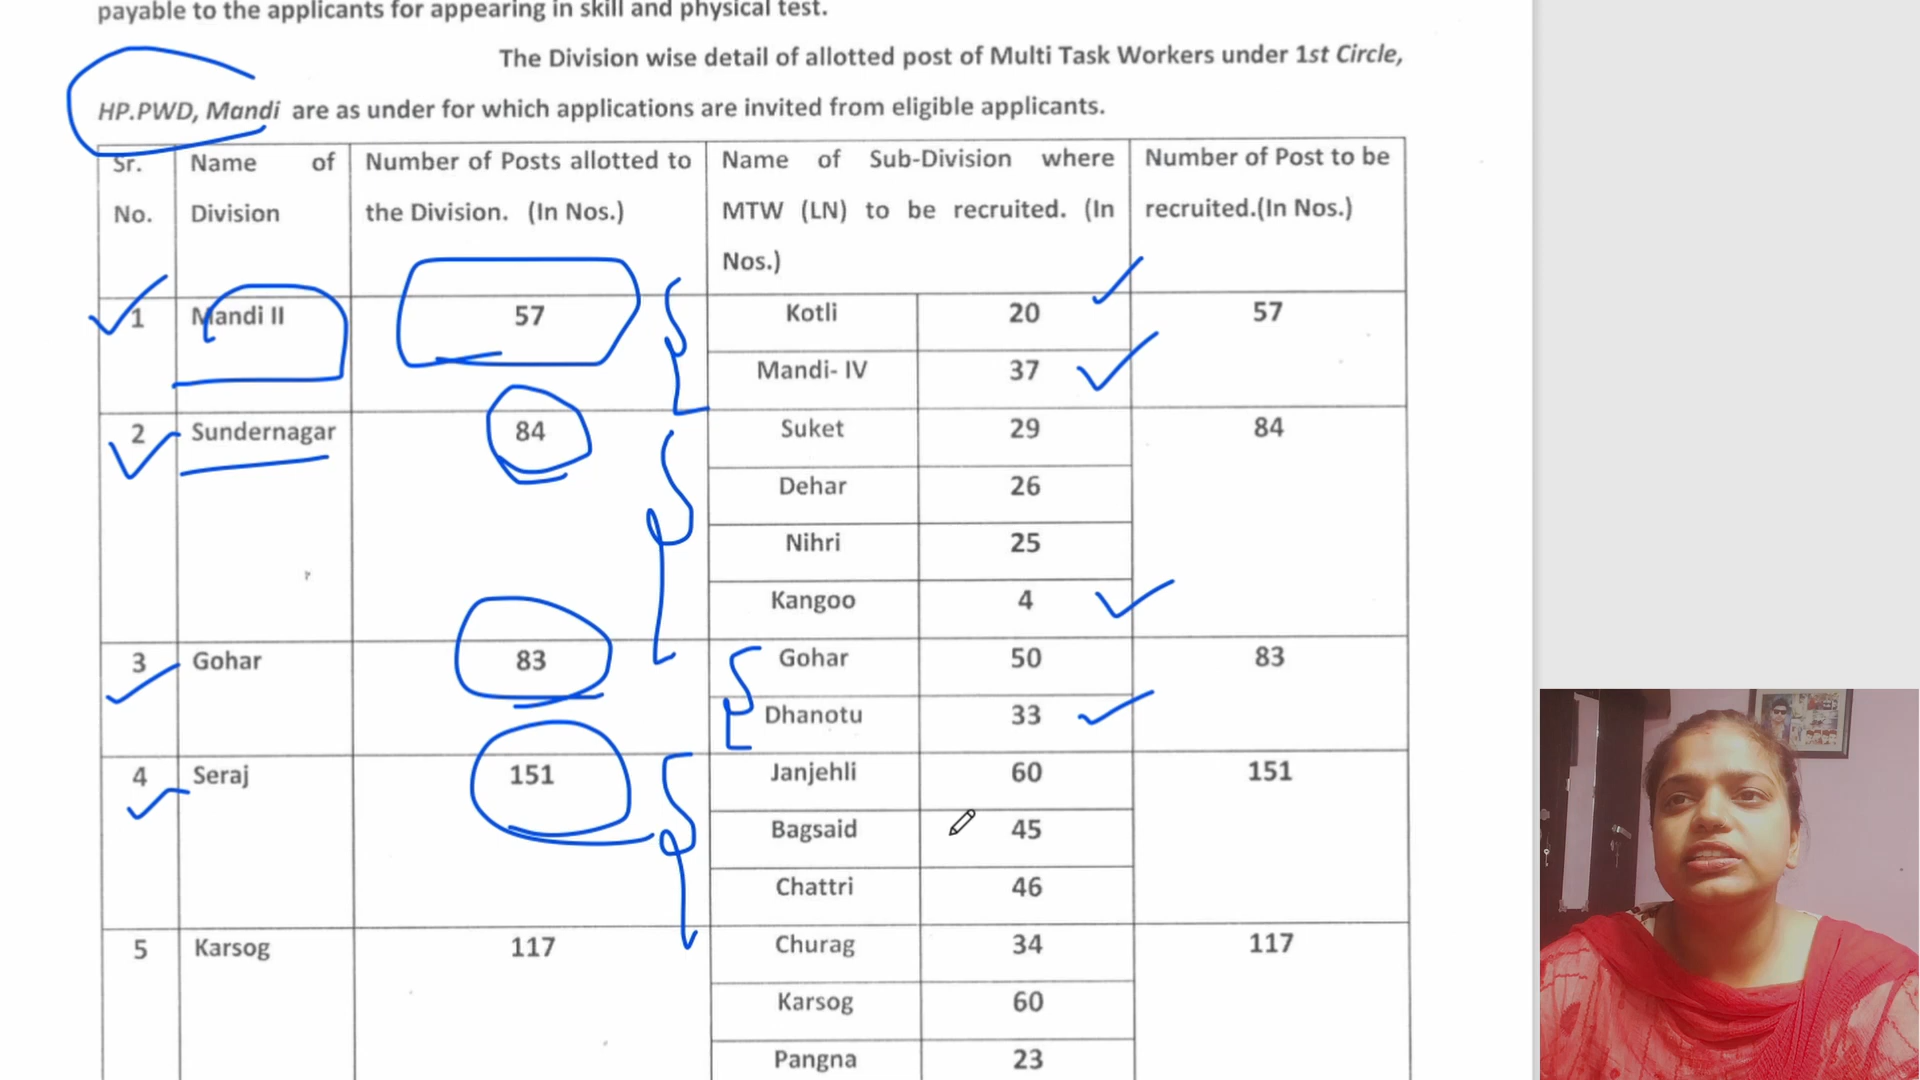 payable to the applicants for appearing in skill and physical test.
The Division wise detail of allotted post of Multi Task Workers under 1st Circle,
HP.PWD, Mandi are as under for which applications are invited from eligible applicants.
Sr. No. Name of Division Number of Posts allotted to the Division. (In Nos.) Name of Sub-Division where MTW (LN) to be recruited. (In Nos.) Number of Post to be recruited.(In Nos.)
1 Mandi II 57 Kotli 20 57
Mandi- IV 37
2 Sundernagar 84 Suket 29 84
Dehar 26
Nihri 25
Kangoo 4
3 Gohar 83 Gohar 50 83
Dhanotu 33
4 Seraj 151 Janjehli 60 151
Bagsaid 45
Chattri 46
5 Karsog 117 Churag 34 117
Karsog 60
Pangna 23